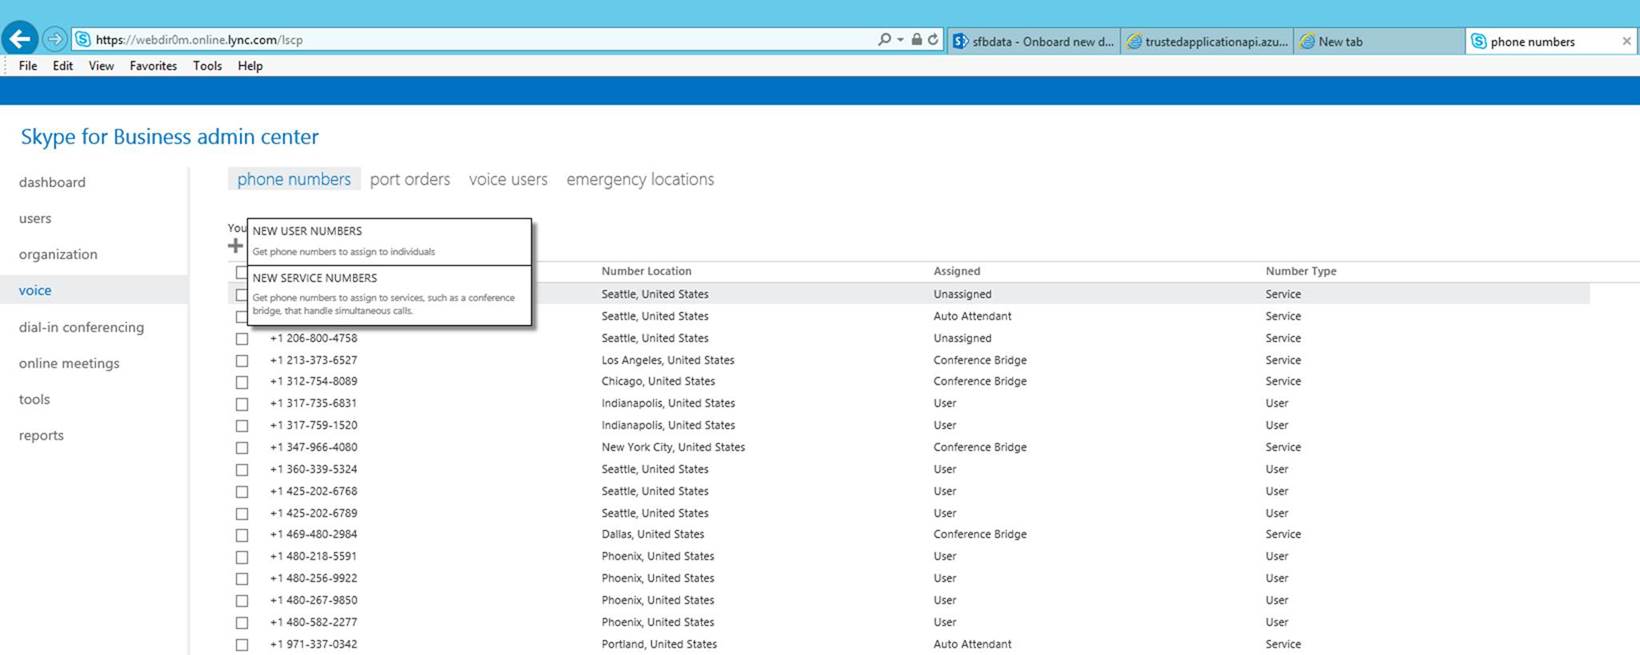 https://webdir0m.online.lync.com/lscp
sfbdata - Onboard new d...
trustedapplicationapi.azu...
New tab
phone numbers
File Edit View Favorites Tools Help
Skype for Business admin center
dashboard
users
organization
voice
dial-in conferencing
online meetings
tools
reports
phone numbers port orders voice users emergency locations
You
NEW USER NUMBERS
Get phone numbers to assign to individuals
NEW SERVICE NUMBERS
Get phone numbers to assign to services, such as a conference
bridge, that handle simultaneous calls.
Number Location Assigned Number Type
Seattle, United States Unassigned Service
Seattle, United States Auto Attendant Service
+1 206-800-4758 Seattle, United States Unassigned Service
+1 213-373-6527 Los Angeles, United States Conference Bridge Service
+1 312-754-8089 Chicago, United States Conference Bridge Service
+1 317-735-6831 Indianapolis, United States User User
+1 317-759-1520 Indianapolis, United States User User
+1 347-966-4080 New York City, United States Conference Bridge Service
+1 360-339-5324 Seattle, United States User User
+1 425-202-6768 Seattle, United States User User
+1 425-202-6789 Seattle, United States User User
+1 469-480-2984 Dallas, United States Conference Bridge Service
+1 480-218-5591 Phoenix, United States User User
+1 480-256-9922 Phoenix, United States User User
+1 480-267-9850 Phoenix, United States User User
+1 480-582-2277 Phoenix, United States User User
+1 971-337-0342 Portland, United States Auto Attendant Service